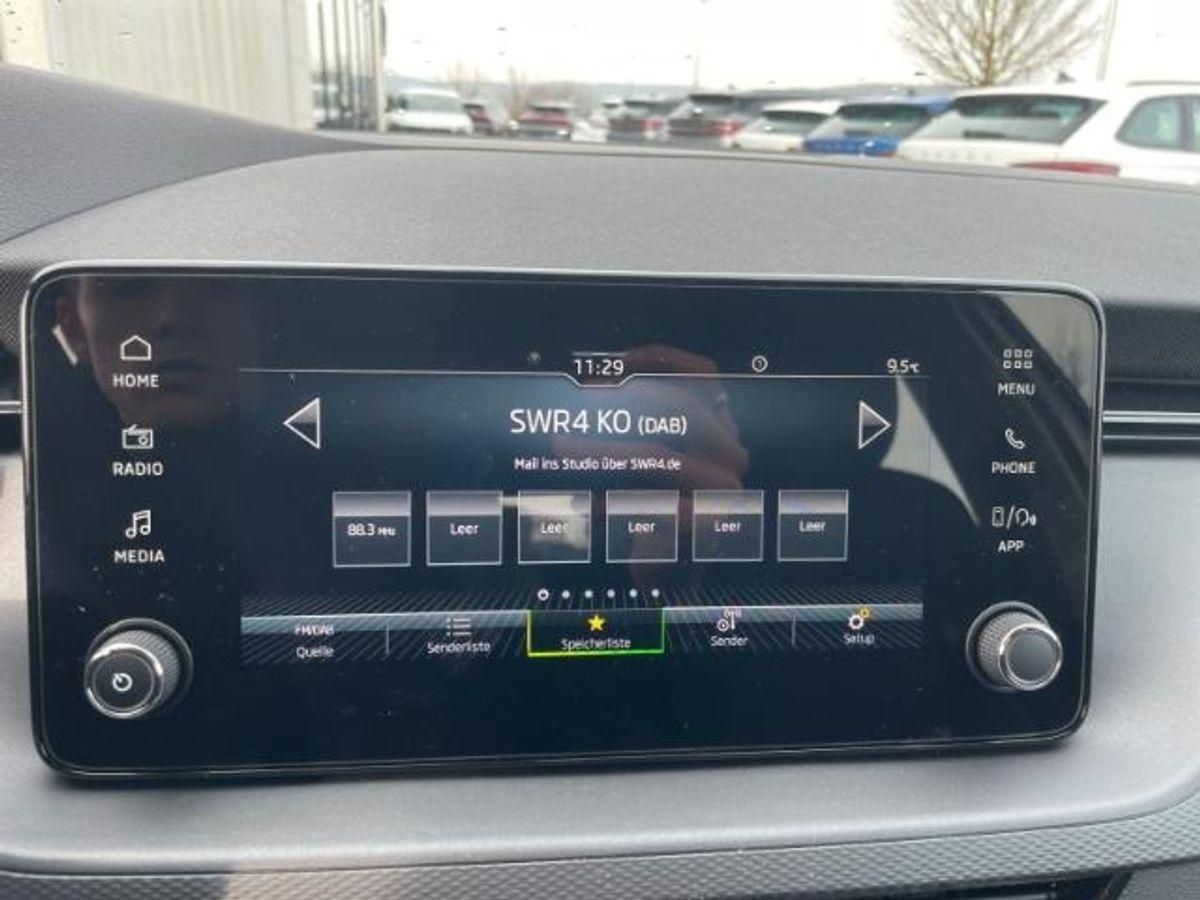 HOME
RADIO
MEDIA
11:29
9.5°C
SWR4 KO (DAB)
Mail ins Studio über SWR4.de
88.3 MHz
Leer
Leer
Leer
Leer
Leer
FM/DAB
Quelle
Senderliste
Speicherliste
Sender
Setup
MENU
PHONE
APP